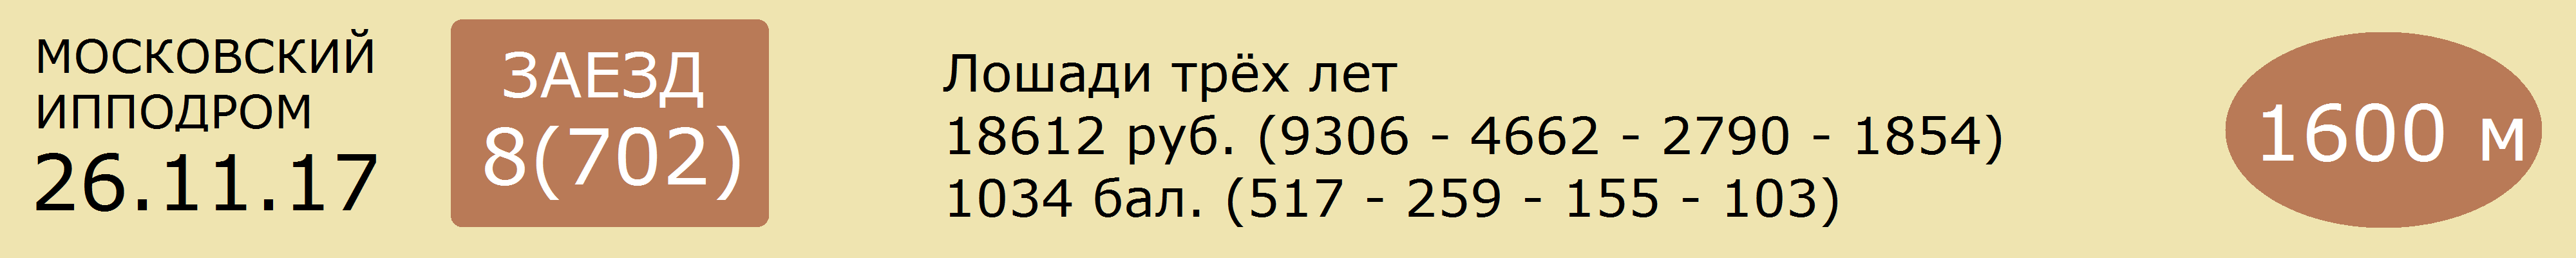 МОСКОВСКИЙ
ИППОДРОМ
26.11.17
ЗАЕЗД
8(702)
Лошади трёх лет
18612 руб. (9306 - 4662 - 2790 - 1854)
1034 бал. (517 - 259 - 155 - 103)
1600 м